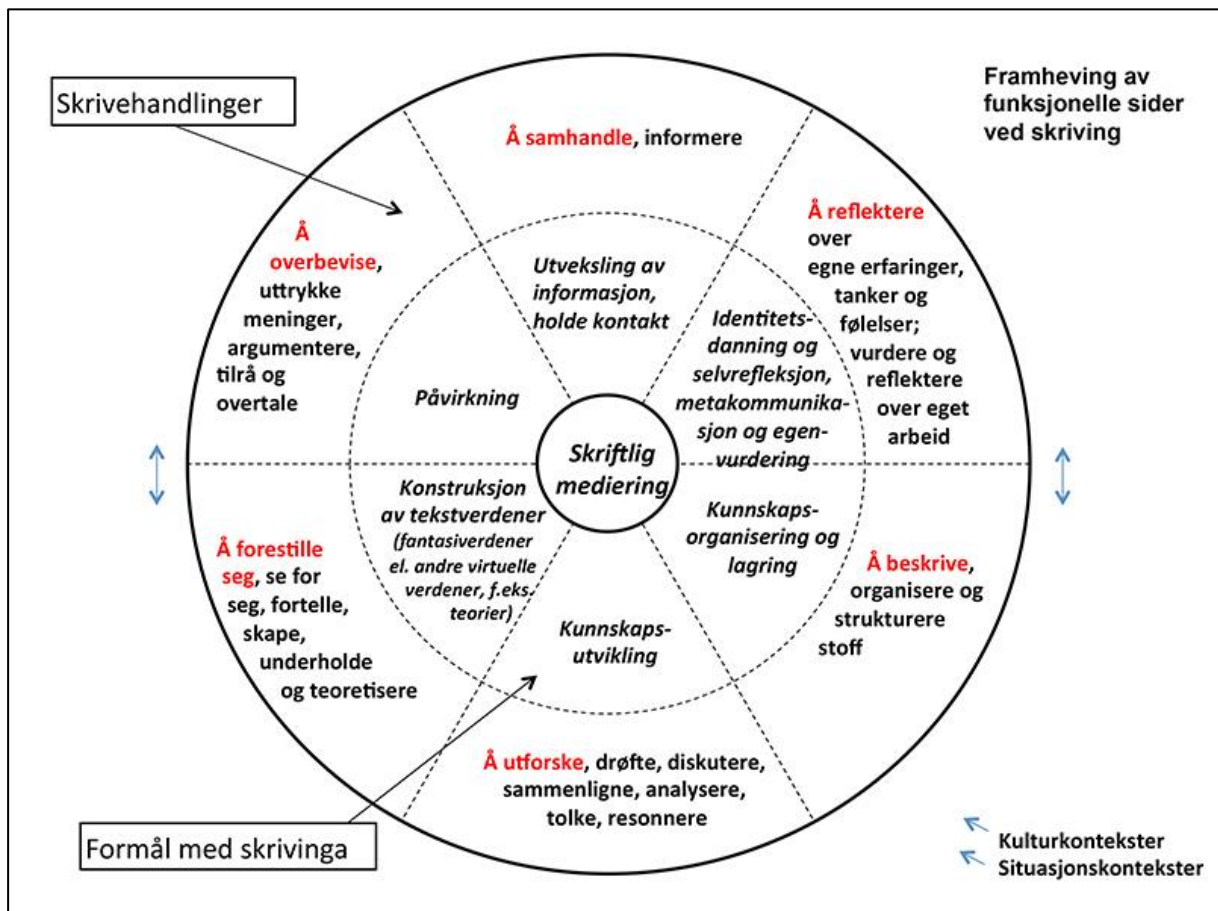 Skrivehandlinger
Framheving av
funksjonelle sider
ved skriving
Å samhandle, informere
Å reflektere
over
egne erfaringer,
tanker og
følelser;
vurdere og
reflektere
over eget
arbeid
Å
overbevise,
uttrykke
meninger,
argumentere,
tilrå og
overtale
Utveksling av
informasjon,
holde kontakt
Identitets-
danning og
selvrefleksjon,
metakommunika-
sjon og egen-
vurdering
Påvirkning
Skriftlig
mediering
Konstruksjon
av tekstverdener
(fantasiverdener
el. andre virtuelle
verdener, f.eks.
teorier)
Kunnskaps-
organisering og
lagring
Å forestille
seg, se for
seg, fortelle,
skape,
underholde
og teoretisere
Å beskrive,
organisere og
strukturere
stoff
Kunnskaps-
utvikling
Å utforske, drøfte, diskutere,
sammenligne, analysere,
tolke, resonnere
Formål med skrivinga
Kulturkontekster
Situasjonskontekster